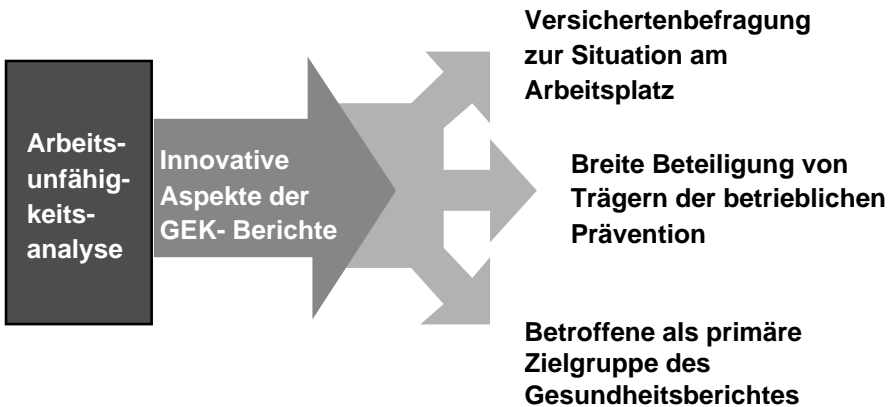 Arbeits-
unfähig-
keits-
analyse
Innovative
Aspekte der
GEK- Berichte
Versichertenbefragung
zur Situation am
Arbeitsplatz
Breite Beteiligung von
Trägern der betrieblichen
Prävention
Betroffene als primäre
Zielgruppe des
Gesundheitsberichtes